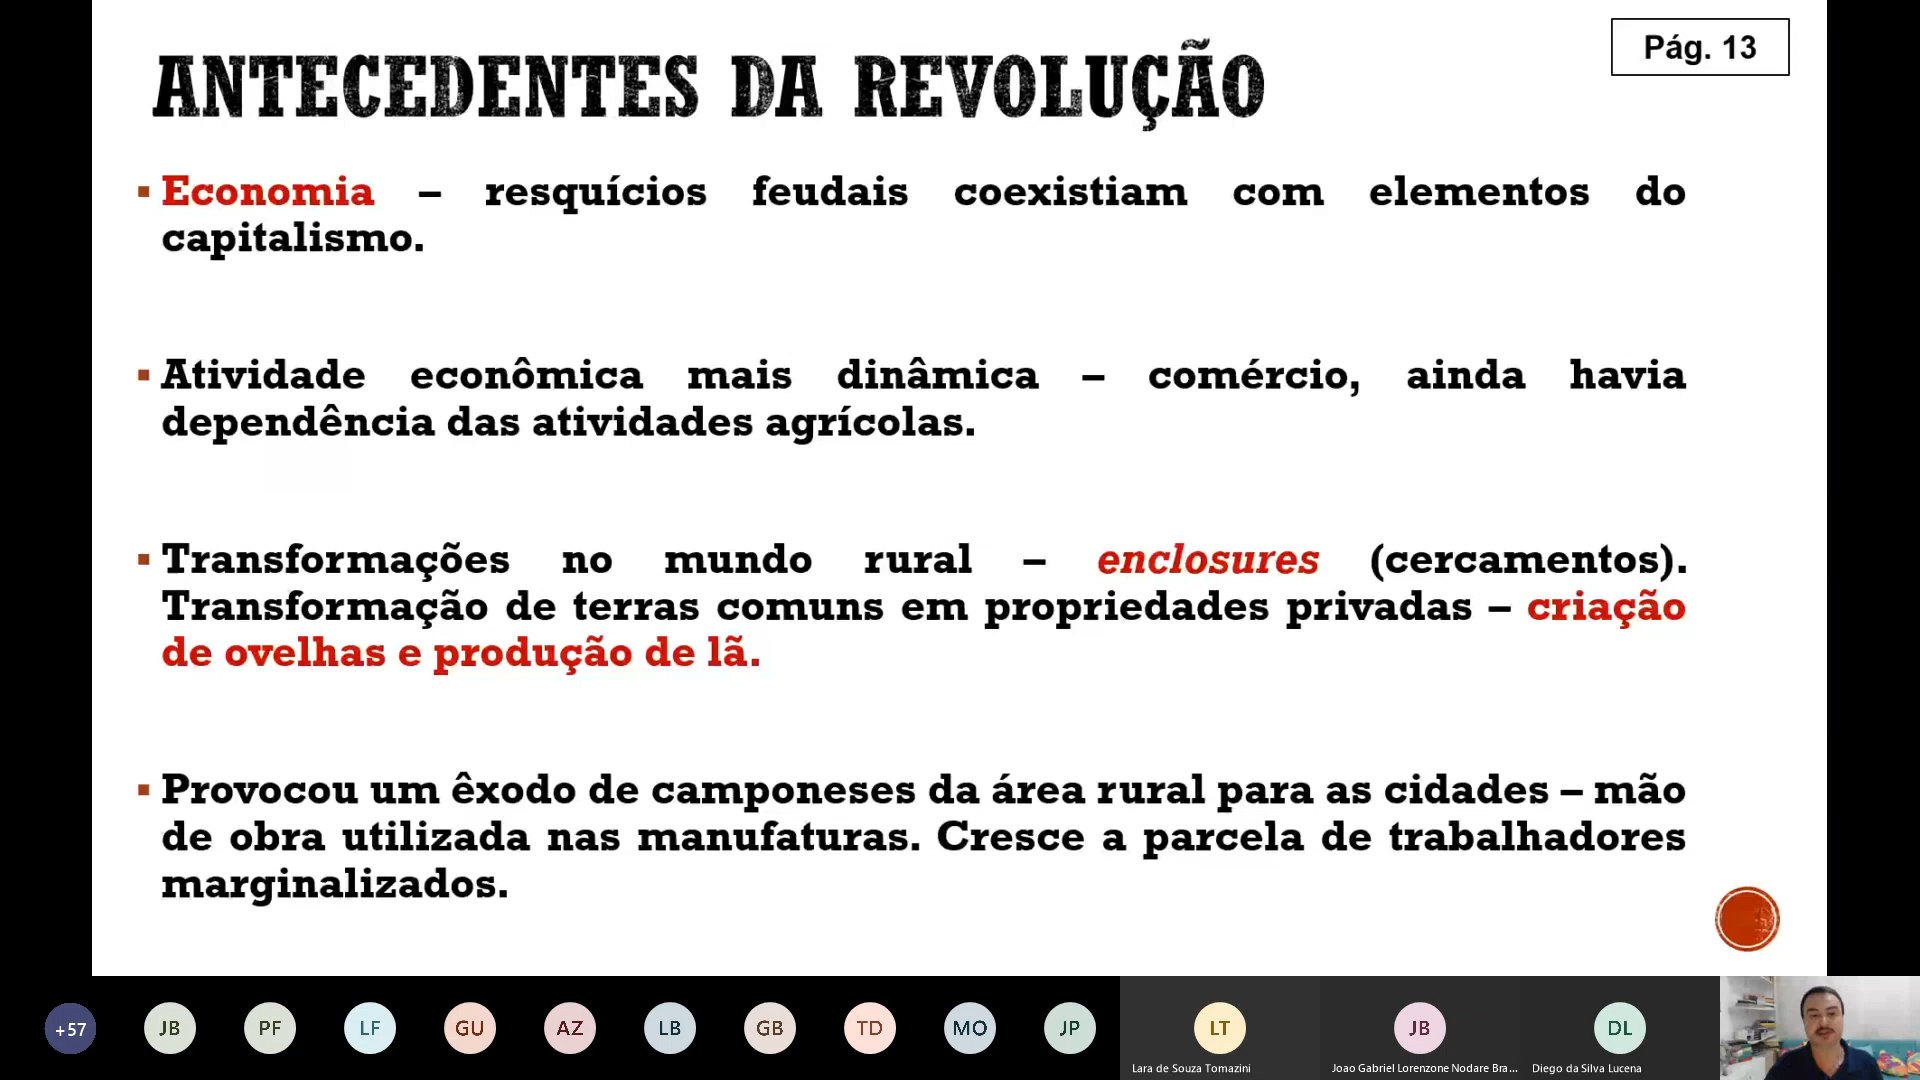 Pág. 13
ANTECEDENTES DA REVOLUÇÃO
Economia – resquícios feudais coexistiam com elementos do
capitalismo.
Atividade econômica mais dinâmica – comércio, ainda havia
dependência das atividades agrícolas.
Transformações no mundo rural – enclosures (cercamentos).
Transformação de terras comuns em propriedades privadas – criação
de ovelhas e produção de lã.
Provocou um êxodo de camponeses da área rural para as cidades – mão
de obra utilizada nas manufaturas. Cresce a parcela de trabalhadores
marginalizados.
+57 JB PF LF GU AZ LB GB TD MO JP LT JB DL
Lara de Souza Tomazini Joao Gabriel Lorenzone Nodare Bra... Diego da Silva Lucena